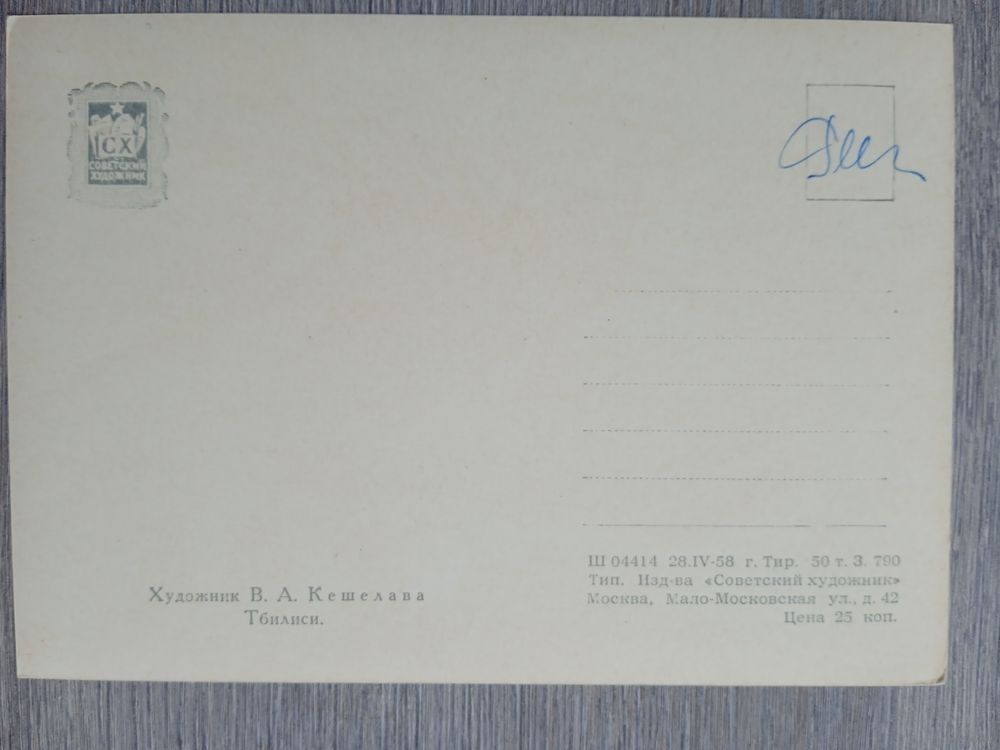 СХ
СОВЕТСКИЙ
ХУДОЖНИК
Художник В. А. Кешелава
Тбилиси.
Ш 04414 28.IV-58 г. Тир. 50 т. З. 790
Тип. Изд-ва «Советский художник»
Москва, Мало-Московская ул., д. 42
Цена 25 коп.